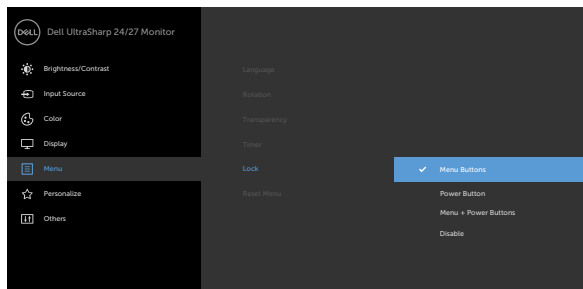 DELL
Dell UltraSharp 24/27 Monitor
Brightness/Contrast
Input Source
Color
Display
Menu
Personalize
Others
Language
Rotation
Transparency
Timer
Lock
Reset Menu
Menu Buttons
Power Button
Menu + Power Buttons
Disable